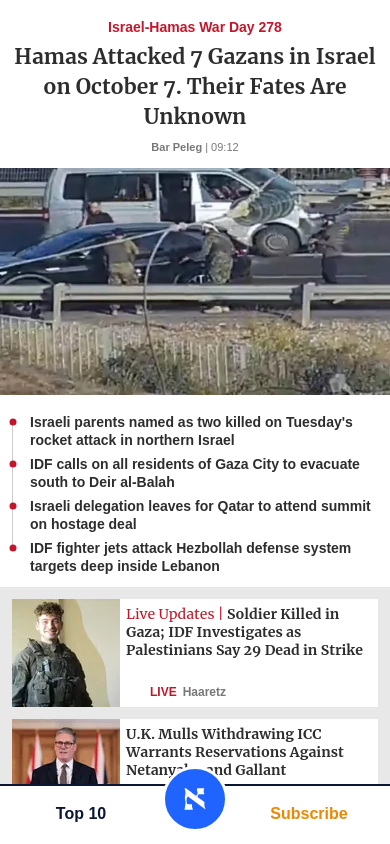 Israel-Hamas War Day 278
Hamas Attacked 7 Gazans in Israel
on October 7. Their Fates Are
Unknown
Bar Peleg | 09:12
Israeli parents named as two killed on Tuesday's
rocket attack in northern Israel
IDF calls on all residents of Gaza City to evacuate
south to Deir al-Balah
Israeli delegation leaves for Qatar to attend summit
on hostage deal
IDF fighter jets attack Hezbollah defense system
targets deep inside Lebanon
Live Updates | Soldier Killed in
Gaza; IDF Investigates as
Palestinians Say 29 Dead in Strike
LIVE Haaretz
U.K. Mulls Withdrawing ICC
Warrants Reservations Against
and Gallant
Top 10
Subscribe